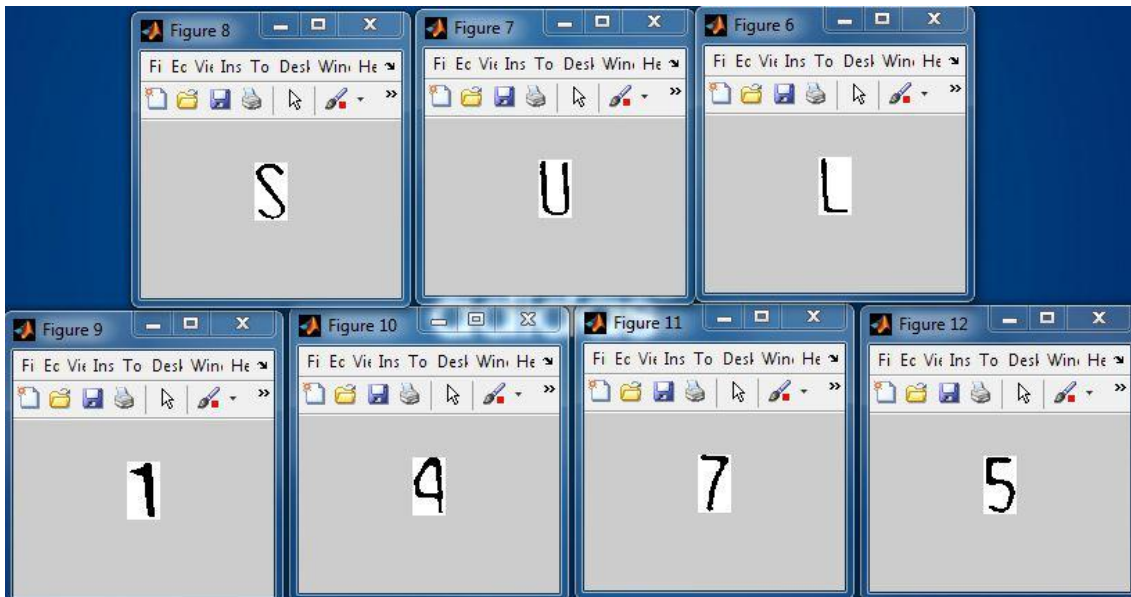 Figure 8 Figure 7 Figure 6
Fi Ec Vie Ins To Desl Win He Fi Ec Vie Ins To Desl Win He Fi Ec Vie Ins To Desl Win He
S U L
Figure 9 Figure 10 Figure 11 Figure 12
Fi Ec Vie Ins To Desl Win He Fi Ec Vie Ins To Desl Win He Fi Ec Vie Ins To Desl Win He Fi Ec Vie Ins To Desl Win He
1 9 7 5